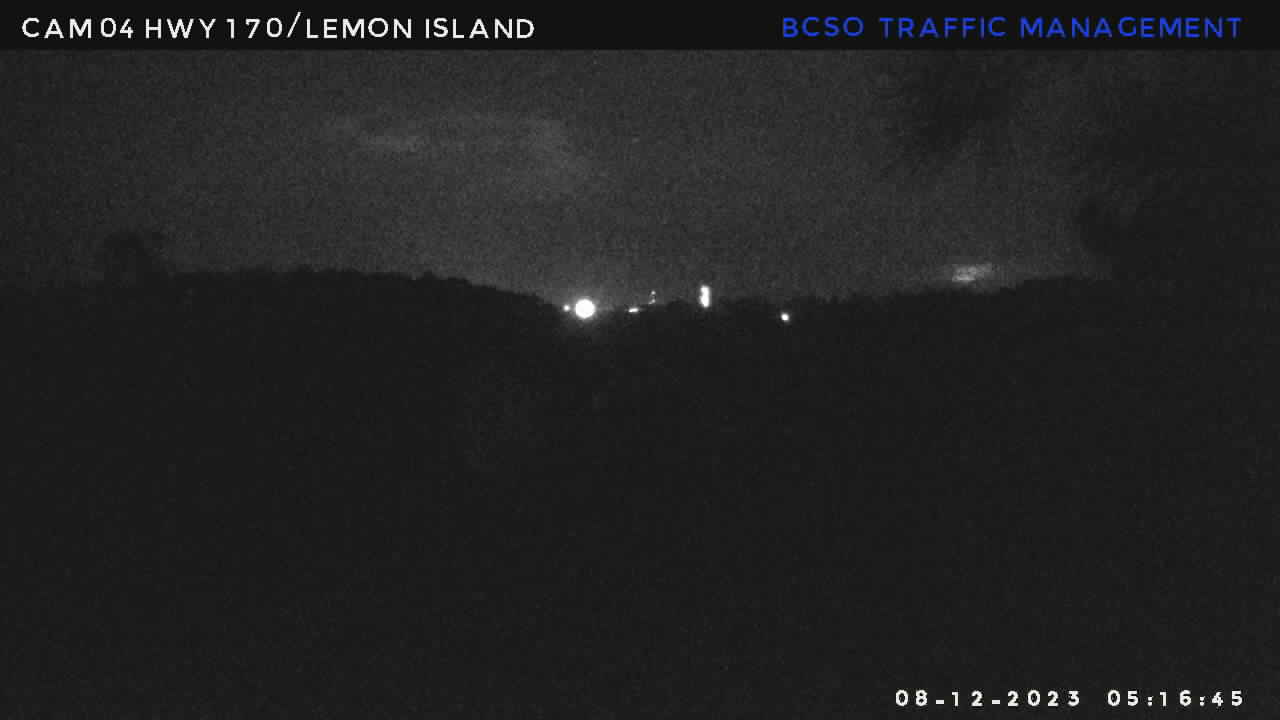 CAM04 HWY 170/LEMON ISLAND
BCSO TRAFFIC MANAGEMENT
08-12-2023 05:16:45